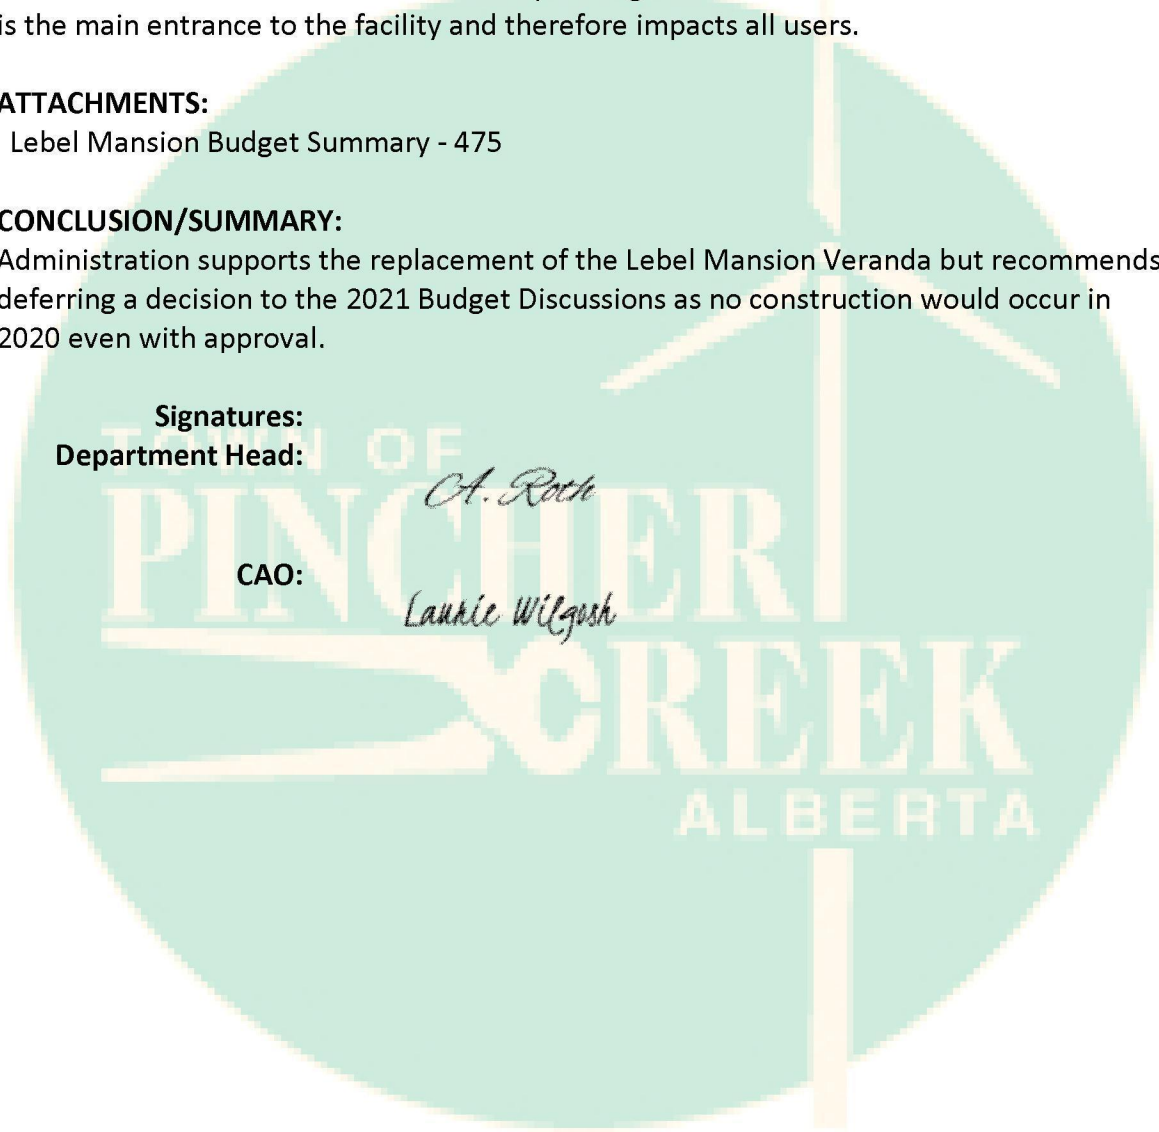 is the main entrance to the facility and therefore impacts all users.
ATTACHMENTS:
Lebel Mansion Budget Summary - 475
CONCLUSION/SUMMARY:
Administration supports the replacement of the Lebel Mansion Veranda but recommends
deferring a decision to the 2021 Budget Discussions as no construction would occur in
2020 even with approval.
Signatures:
TOWN OF
Department Head:
A. Roth
PINCHER
CAO:
Laurie Wilgosh
CREEK
ALBERTA